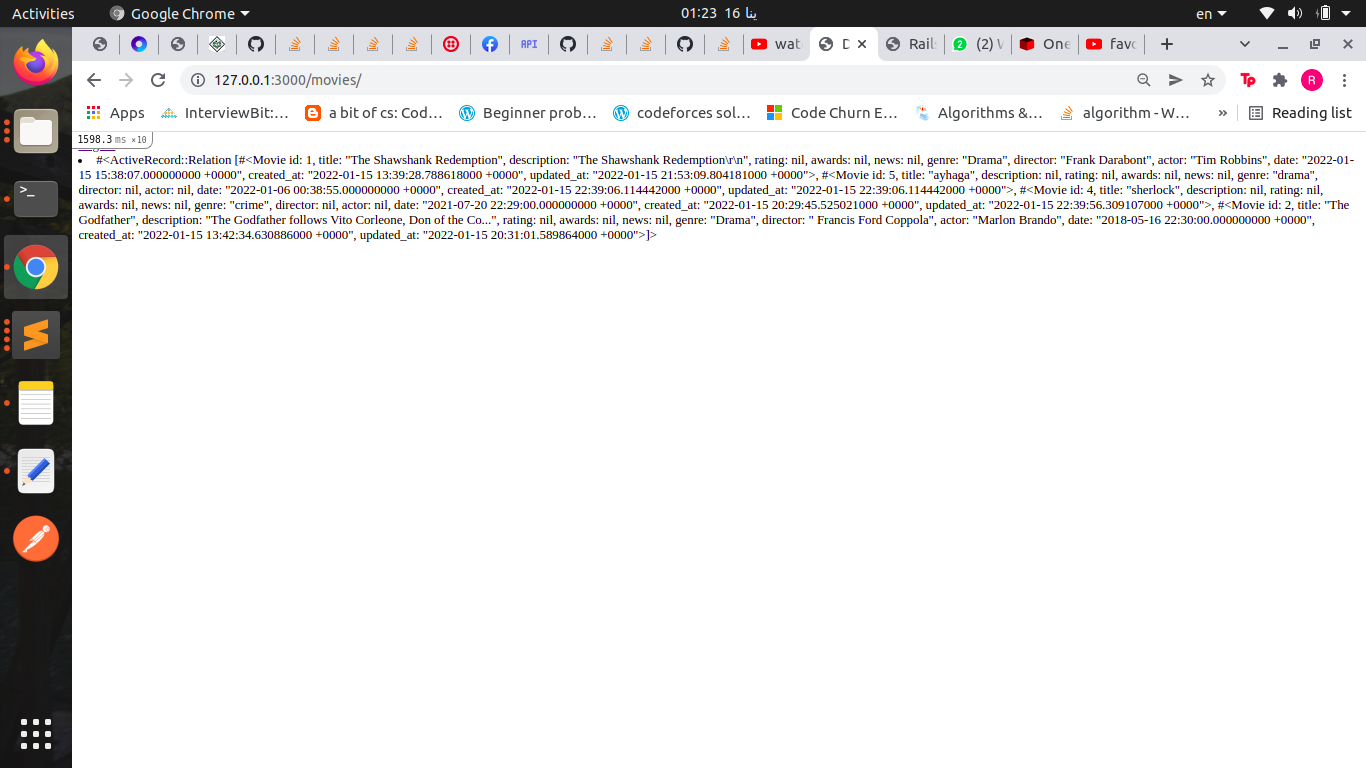 Activities Google Chrome 01:23 16 ينا en
wat D Rails (2) W One favo
127.0.0.1:3000/movies/
Apps InterviewBit:... a bit of cs: Cod... Beginner prob... codeforces sol... Code Churn E... Algorithms &... algorithm - W... » Reading list
1598.3 ms ×10
• #<ActiveRecord::Relation [#<Movie id: 1, title: "The Shawshank Redemption", description: "The Shawshank Redemption\r\n", rating: nil, awards: nil, news: nil, genre: "Drama", director: "Frank Darabont", actor: "Tim Robbins", date: "2022-01-
15 15:38:07.000000000 +0000", created_at: "2022-01-15 13:39:28.788618000 +0000", updated_at: "2022-01-15 21:53:09.804181000 +0000">, #<Movie id: 5, title: "ayhaga", description: nil, rating: nil, awards: nil, news: nil, genre: "drama",
director: nil, actor: nil, date: "2022-01-06 00:38:55.000000000 +0000", created_at: "2022-01-15 22:39:06.114442000 +0000", updated_at: "2022-01-15 22:39:06.114442000 +0000">, #<Movie id: 4, title: "sherlock", description: nil, rating: nil,
awards: nil, news: nil, genre: "crime", director: nil, actor: nil, date: "2021-07-20 22:29:00.000000000 +0000", created_at: "2022-01-15 20:29:45.525021000 +0000", updated_at: "2022-01-15 22:39:56.309107000 +0000">, #<Movie id: 2, title: "The
Godfather", description: "The Godfather follows Vito Corleone, Don of the Co...", rating: nil, awards: nil, news: nil, genre: "Drama", director: " Francis Ford Coppola", actor: "Marlon Brando", date: "2018-05-16 22:30:00.000000000 +0000",
created_at: "2022-01-15 13:42:34.630886000 +0000", updated_at: "2022-01-15 20:31:01.589864000 +0000">]>